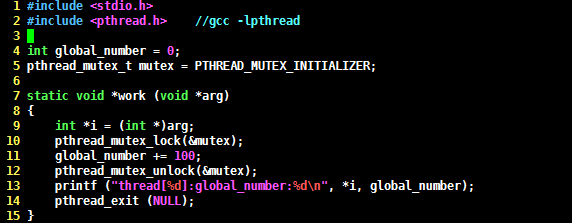 1 #include <stdio.h>
2 #include <pthread.h>    //gcc -lpthread
3
4 int global_number = 0;
5 pthread_mutex_t mutex = PTHREAD_MUTEX_INITIALIZER;
6
7 static void *work (void *arg)
8 {
9     int *i = (int *)arg;
10     pthread_mutex_lock(&mutex);
11     global_number += 100;
12     pthread_mutex_unlock(&mutex);
13     printf ("thread[%d]:global_number:%d\n", *i, global_number);
14     pthread_exit (NULL);
15 }